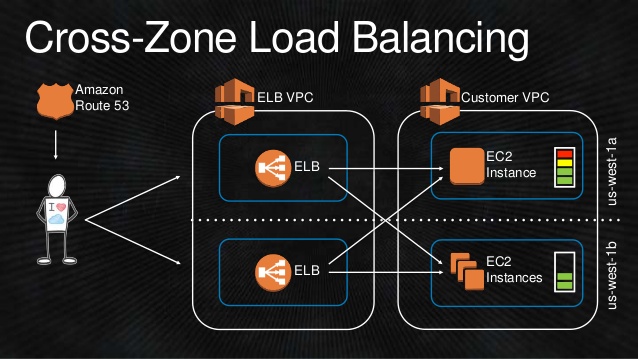 Cross-Zone Load Balancing
Amazon
Route 53
ELB VPC
Customer VPC
ELB
EC2
Instance
us-west-1a
I
ELB
EC2
Instances
us-west-1b